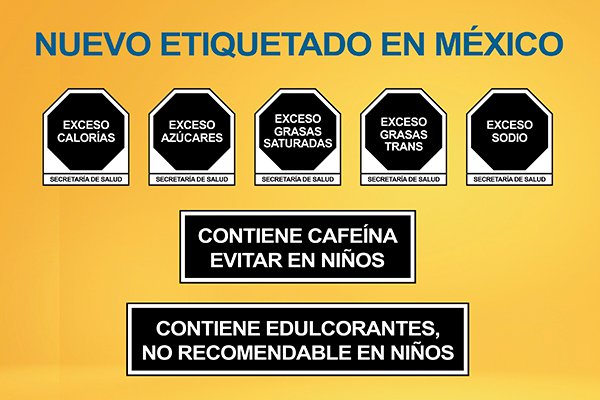 NUEVO ETIQUETADO EN MÉXICO
EXCESO
CALORÍAS
SECRETARÍA DE SALUD
EXCESO
AZÚCARES
SECRETARÍA DE SALUD
EXCESO
GRASAS
SATURADAS
SECRETARÍA DE SALUD
EXCESO
GRASAS
TRANS
SECRETARÍA DE SALUD
EXCESO
SODIO
SECRETARÍA DE SALUD
CONTIENE CAFEÍNA
EVITAR EN NIÑOS
CONTIENE EDULCORANTES,
NO RECOMENDABLE EN NIÑOS